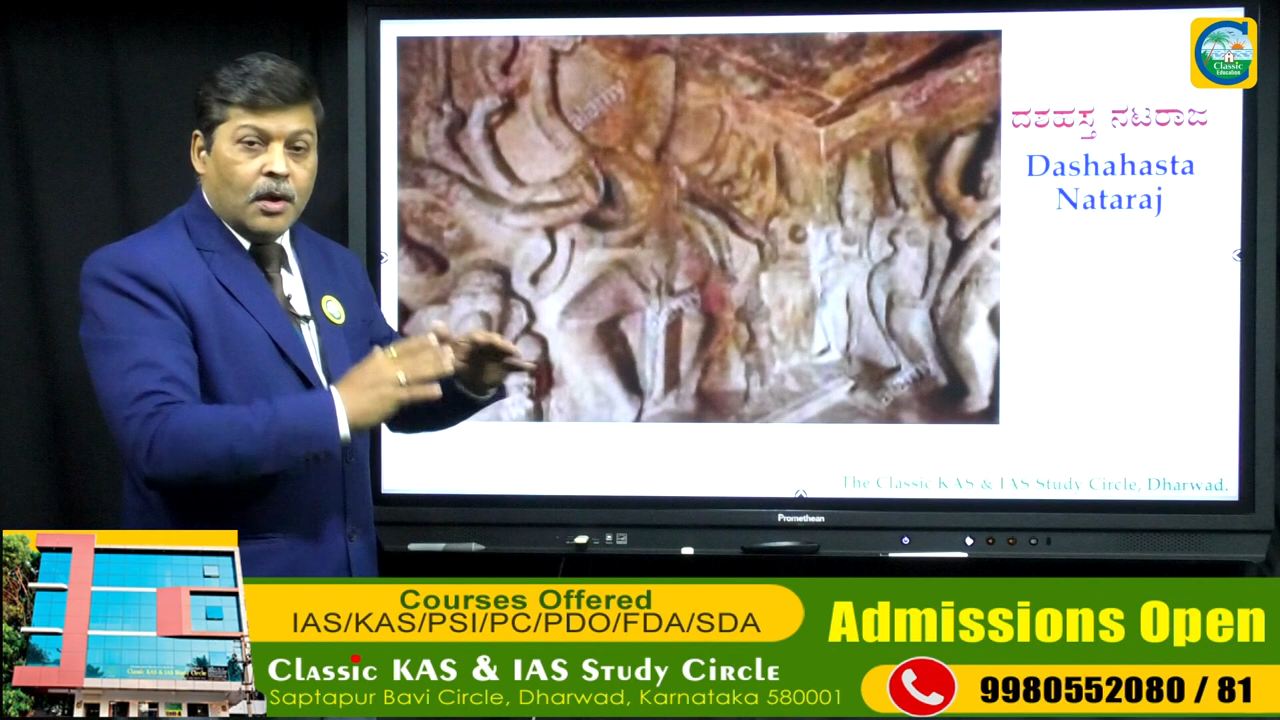 Classic
Education
alamy
ದಶಹಸ್ತ ನಟರಾಜ
Dashahasta
Nataraj
alamy
The Classic KAS & IAS Study Circle, Dharwad.
Promethean
Courses Offered
IAS/KAS/PSI/PC/PDO/FDA/SDA
Admissions Open
Classic KAS & IAS Study Circle
Saptapur Bavi Circle, Dharwad, Karnataka 580001
9980552080 / 81